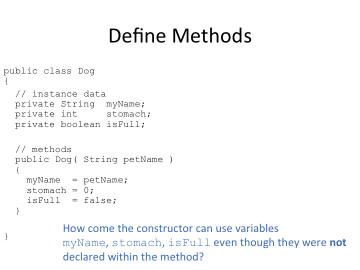 Define Methods
public class Dog
{
  // instance data
  private String  myName;
  private int     stomach;
  private boolean isFull;
  // methods
  public Dog( String petName )
  {
    myName  = petName;
    stomach = 0;
    isFull  = false;
  }
}
How come the constructor can use variables
myName, stomach, isFull even though they were not
declared within the method?